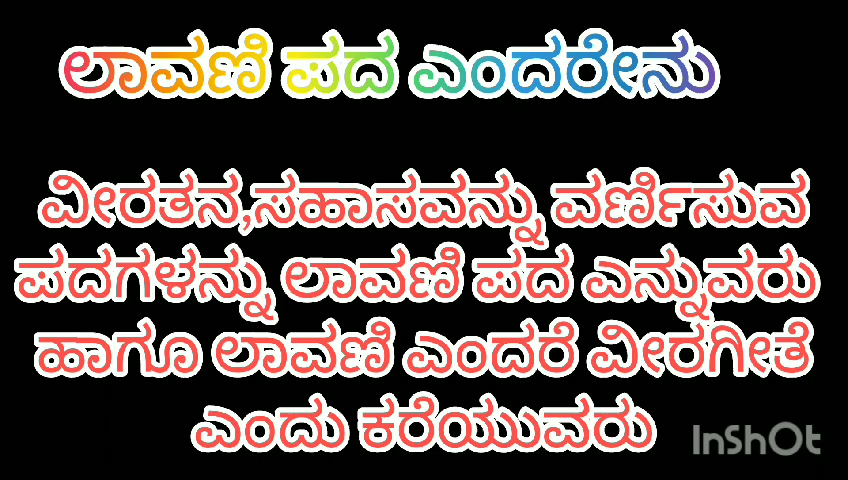 ಲಾವಣಿ ಪದ ಎಂದರೇನು
ವೀರತನ,ಸಹಾಸವನ್ನು ವರ್ಣಿಸುವ
ಪದಗಳನ್ನು ಲಾವಣಿ ಪದ ಎನ್ನುವರು
ಹಾಗೂ ಲಾವಣಿ ಎಂದರೆ ವೀರಗೀತೆ
ಎಂದು ಕರೆಯುವರು
InShOt